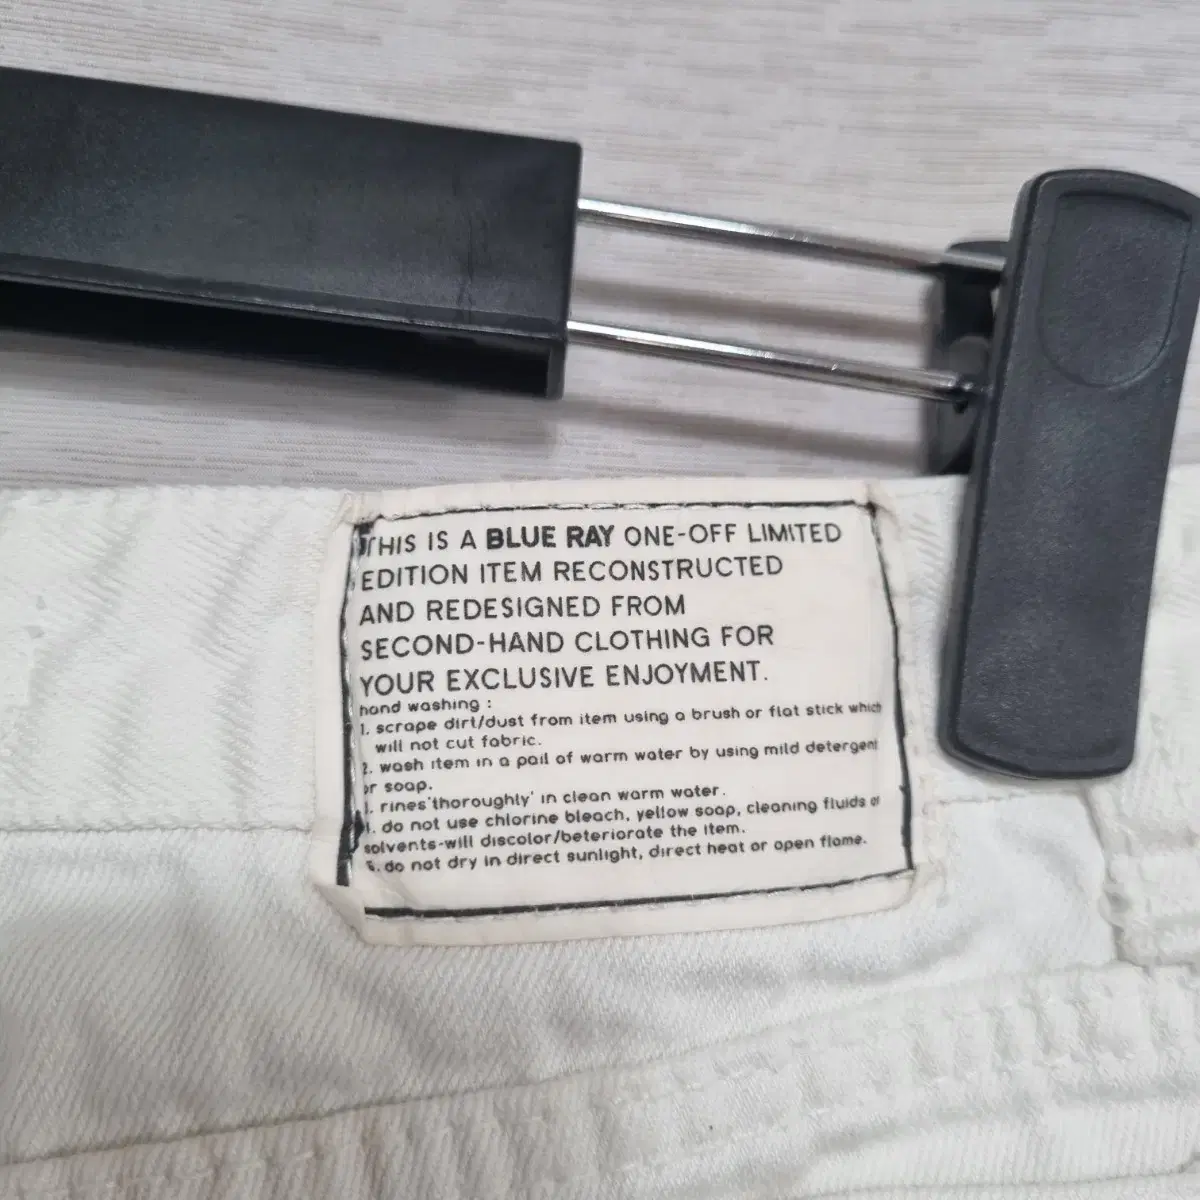 THIS IS A BLUE RAY ONE-OFF LIMITED
EDITION ITEM RECONSTRUCTED
AND REDESIGNED FROM
SECOND-HAND CLOTHING FOR
YOUR EXCLUSIVE ENJOYMENT.
hand washing :
1. scrape dirt/dust from item using a brush or flat stick which
will not cut fabric.
2. wash item in a pail of warm water by using mild detergent
or soap.
3. rines'thoroughly' in clean warm water.
4. do not use chlorine bleach, yellow soap, cleaning fluids or
solvents-will discolor/beteriorate the item.
5. do not dry in direct sunlight, direct heat or open flame.